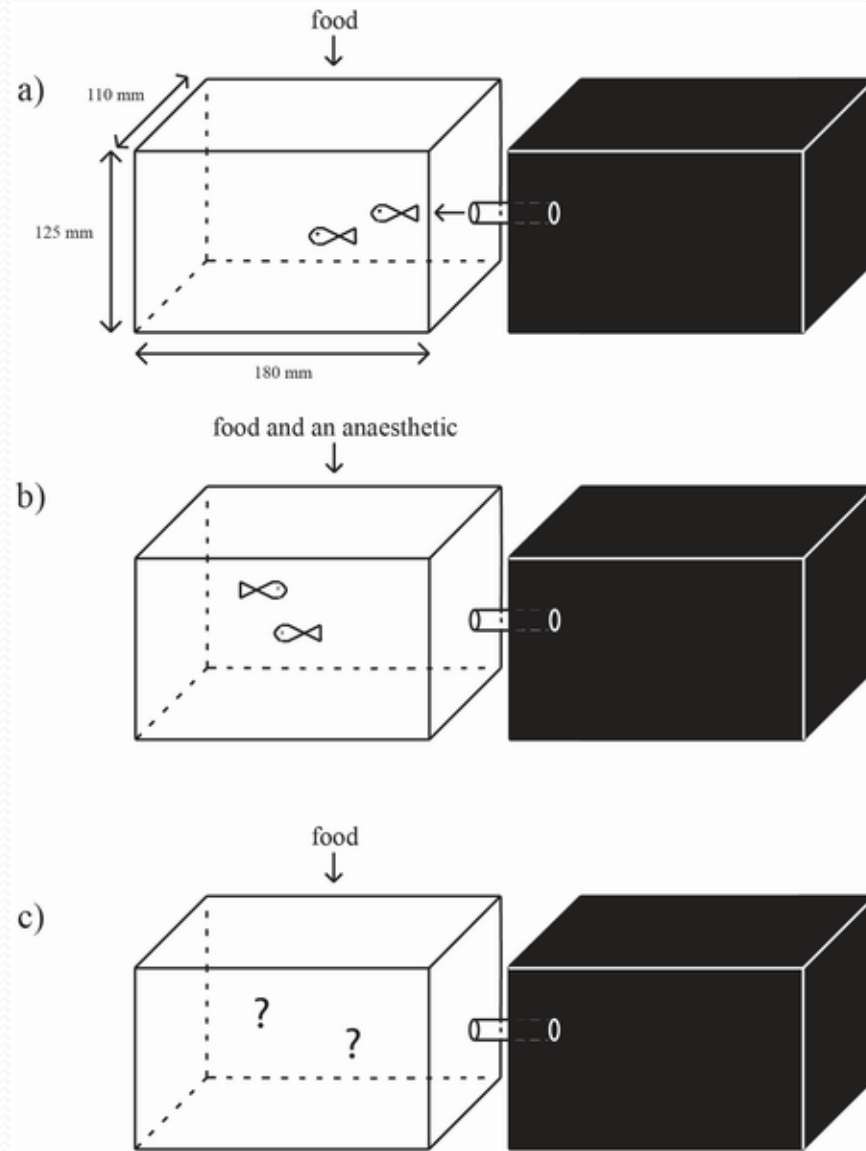 food
a)
110 mm
125 mm
180 mm
food and an anaesthetic
b)
food
c)
?
?